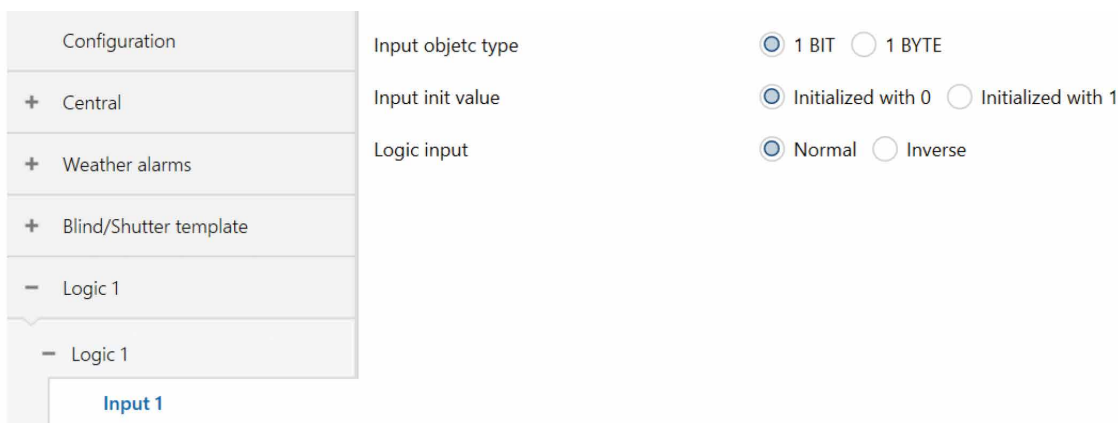 Configuration
+ Central
+ Weather alarms
+ Blind/Shutter template
− Logic 1
− Logic 1
Input 1
Input objetc type 1 BIT 1 BYTE
Input init value Initialized with 0 Initialized with 1
Logic input Normal Inverse